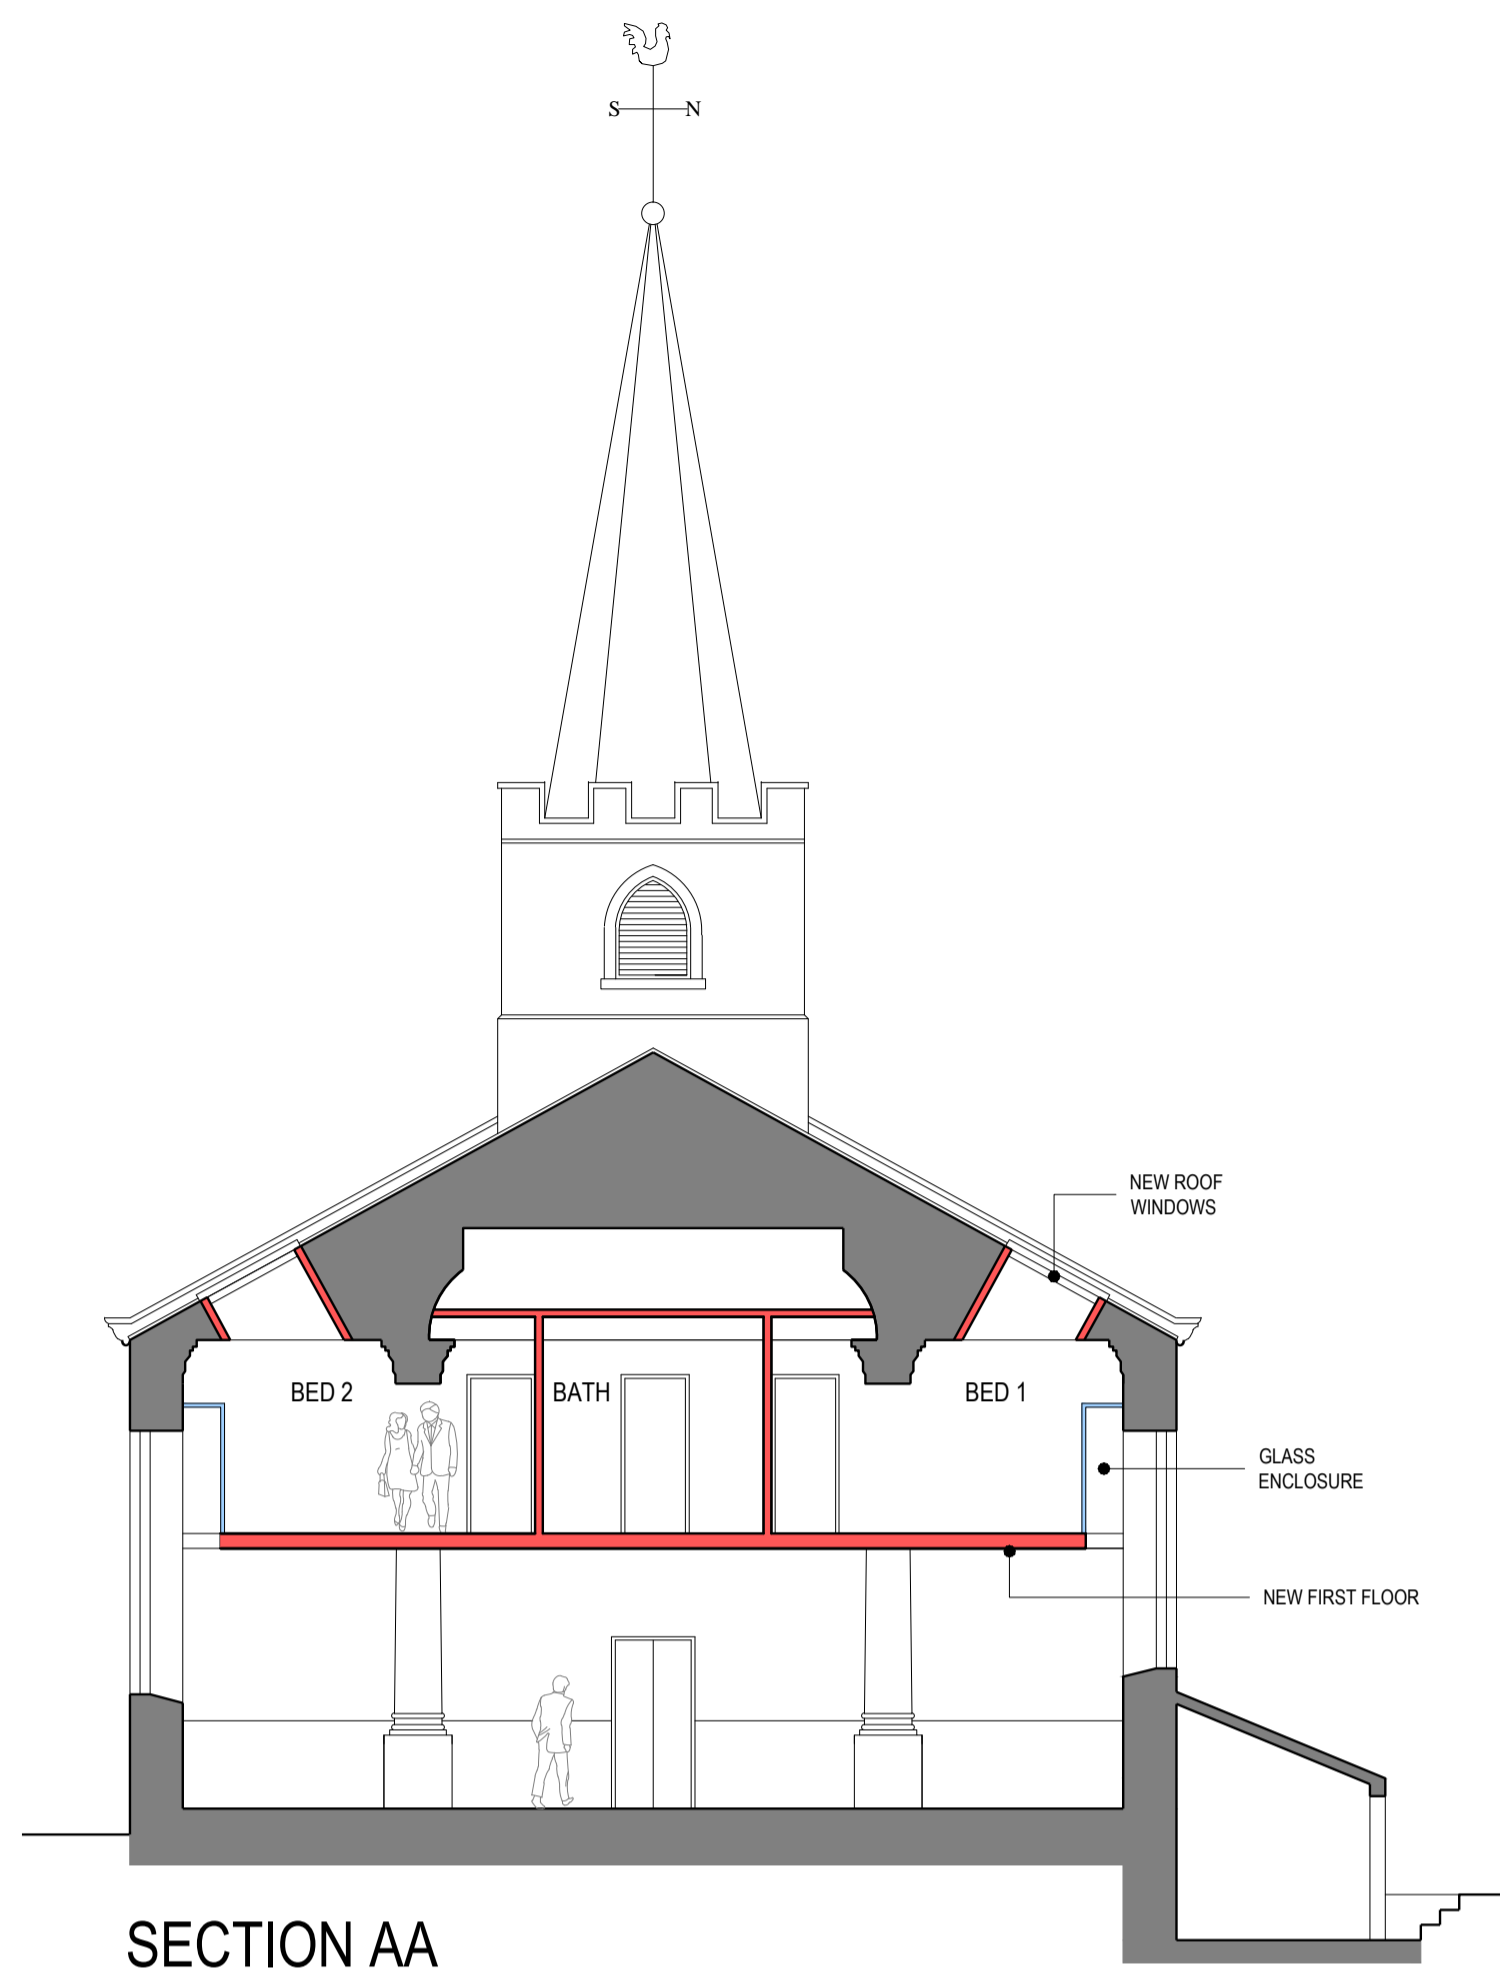 S N
NEW ROOF
WINDOWS
BED 2
BATH
BED 1
GLASS
ENCLOSURE
NEW FIRST FLOOR
SECTION AA